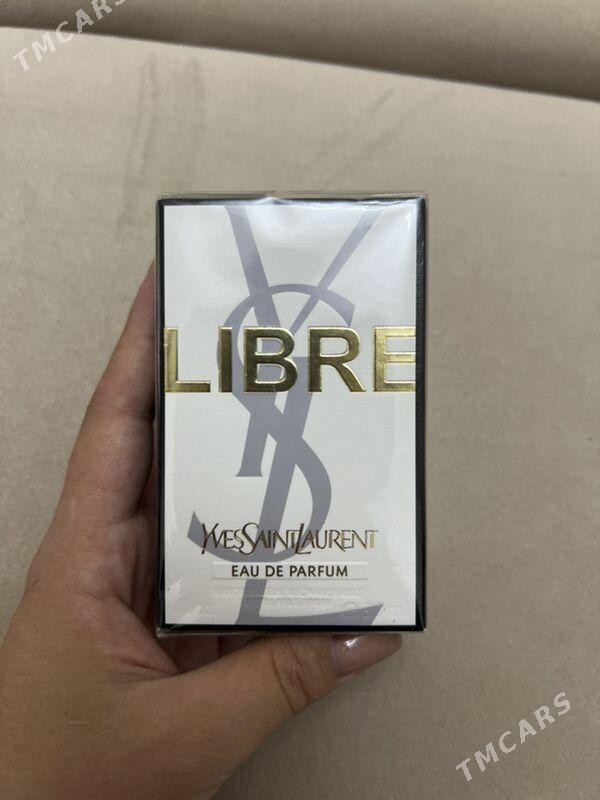 TMCARS
LIBRE
YVESSAINTLAURENT
EAU DE PARFUM
TMCARS